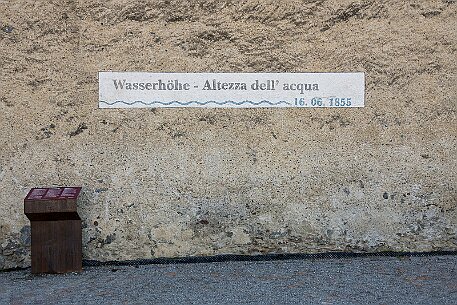 Wasserhöhe - Altezza dell' acqua
16. 06. 1855